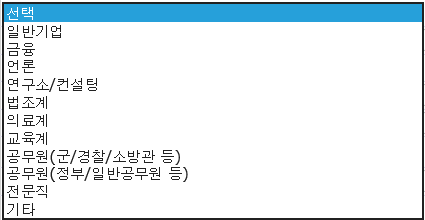 선택
일반기업
금융
언론
연구소/컨설팅
법조계
의료계
교육계
공무원(군/경찰/소방관 등)
공무원(정부/일반공무원 등)
전문직
기타